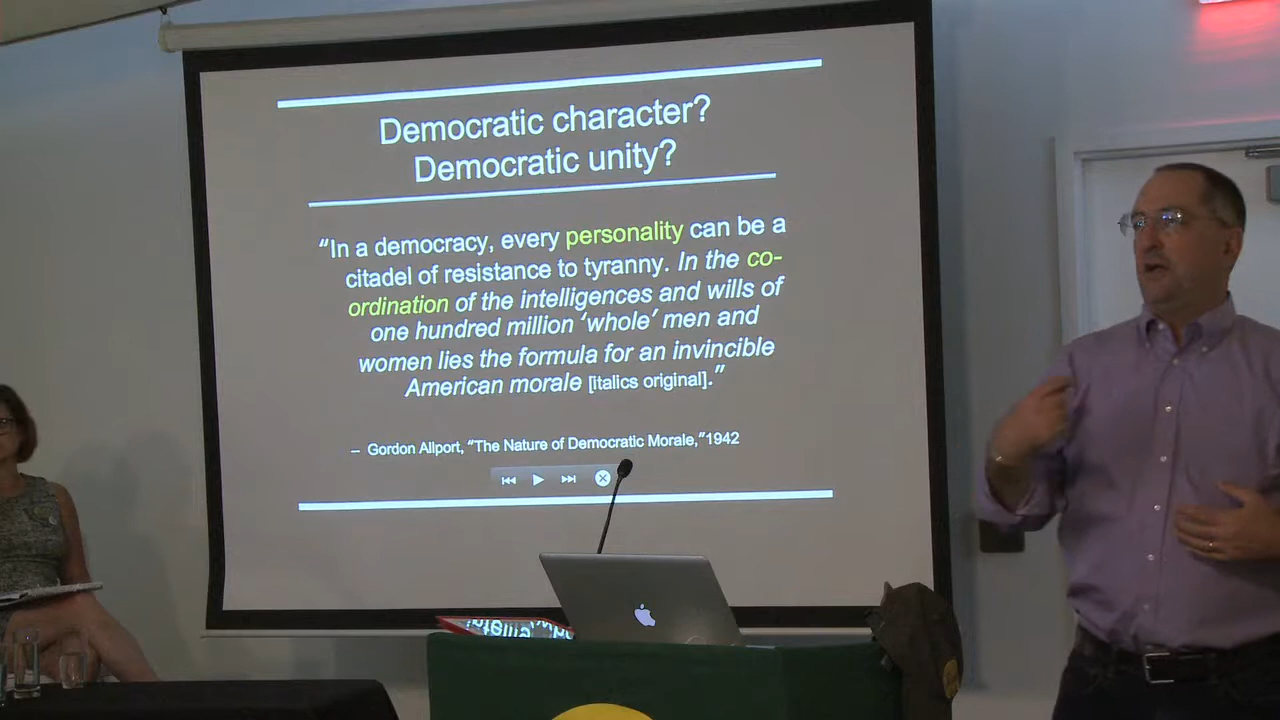 Democratic character?
Democratic unity?
“In a democracy, every personality can be a
citadel of resistance to tyranny. In the co-
ordination of the intelligences and wills of
one hundred million ‘whole’ men and
women lies the formula for an invincible
American morale [italics original].”
– Gordon Allport, “The Nature of Democratic Morale,”1942